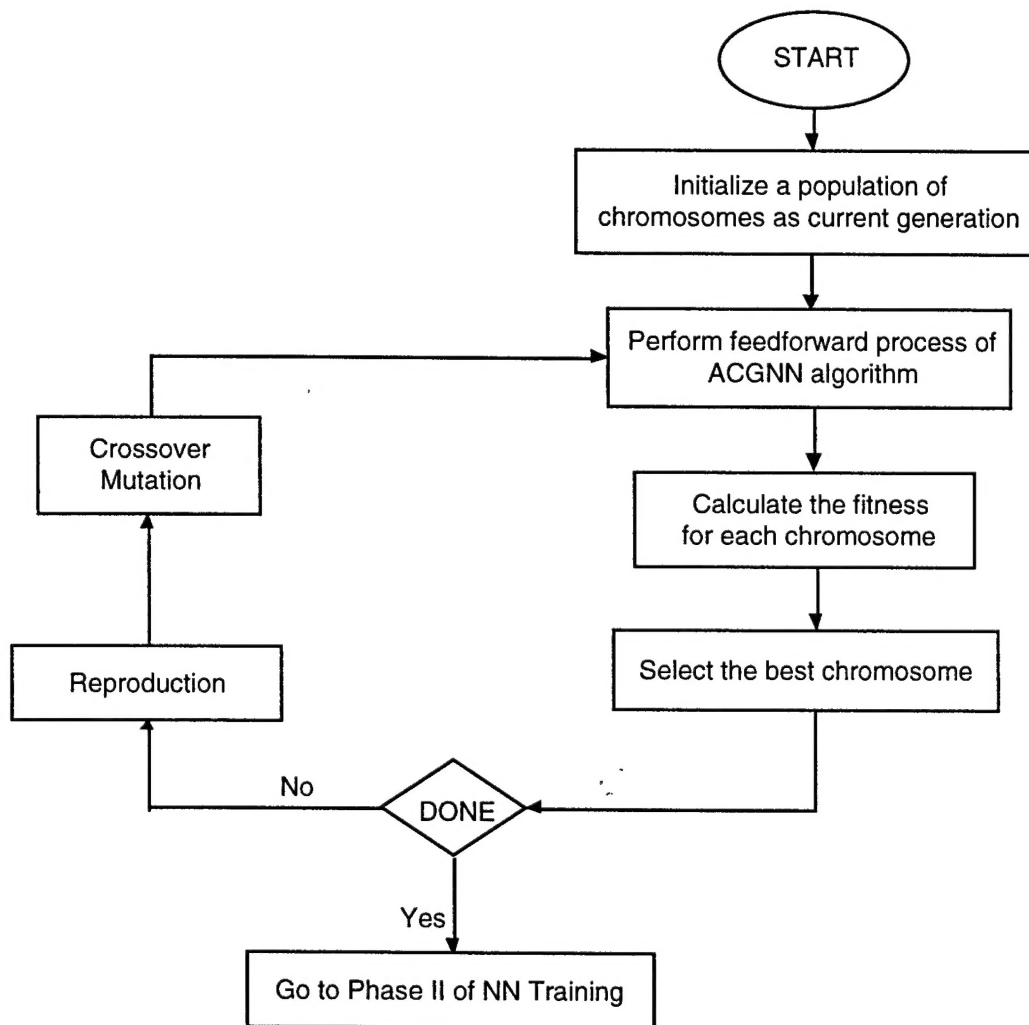 START
Initialize a population of
chromosomes as current generation
Perform feedforward process of
ACGNN algorithm
Crossover
Mutation
Calculate the fitness
for each chromosome
Reproduction
Select the best chromosome
No
DONE
Yes
Go to Phase II of NN Training